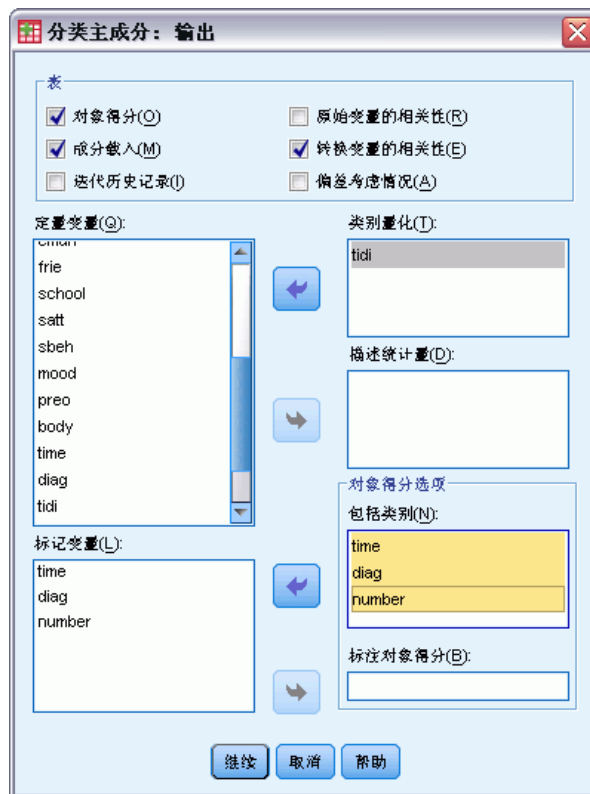 分类主成分：输出
表
对象得分(O)
原始变量的相关性(R)
成分载入(M)
转换变量的相关性(E)
迭代历史记录(I)
偏差考虑情况(A)
定量变量(Q):
frie
school
satt
sbeh
mood
preo
body
time
diag
tidi
类别量化(T):
tidi
描述统计量(D):
对象得分选项
包括类别(N):
time
diag
number
标记变量(L):
time
diag
number
标注对象得分(B):
继续
取消
帮助